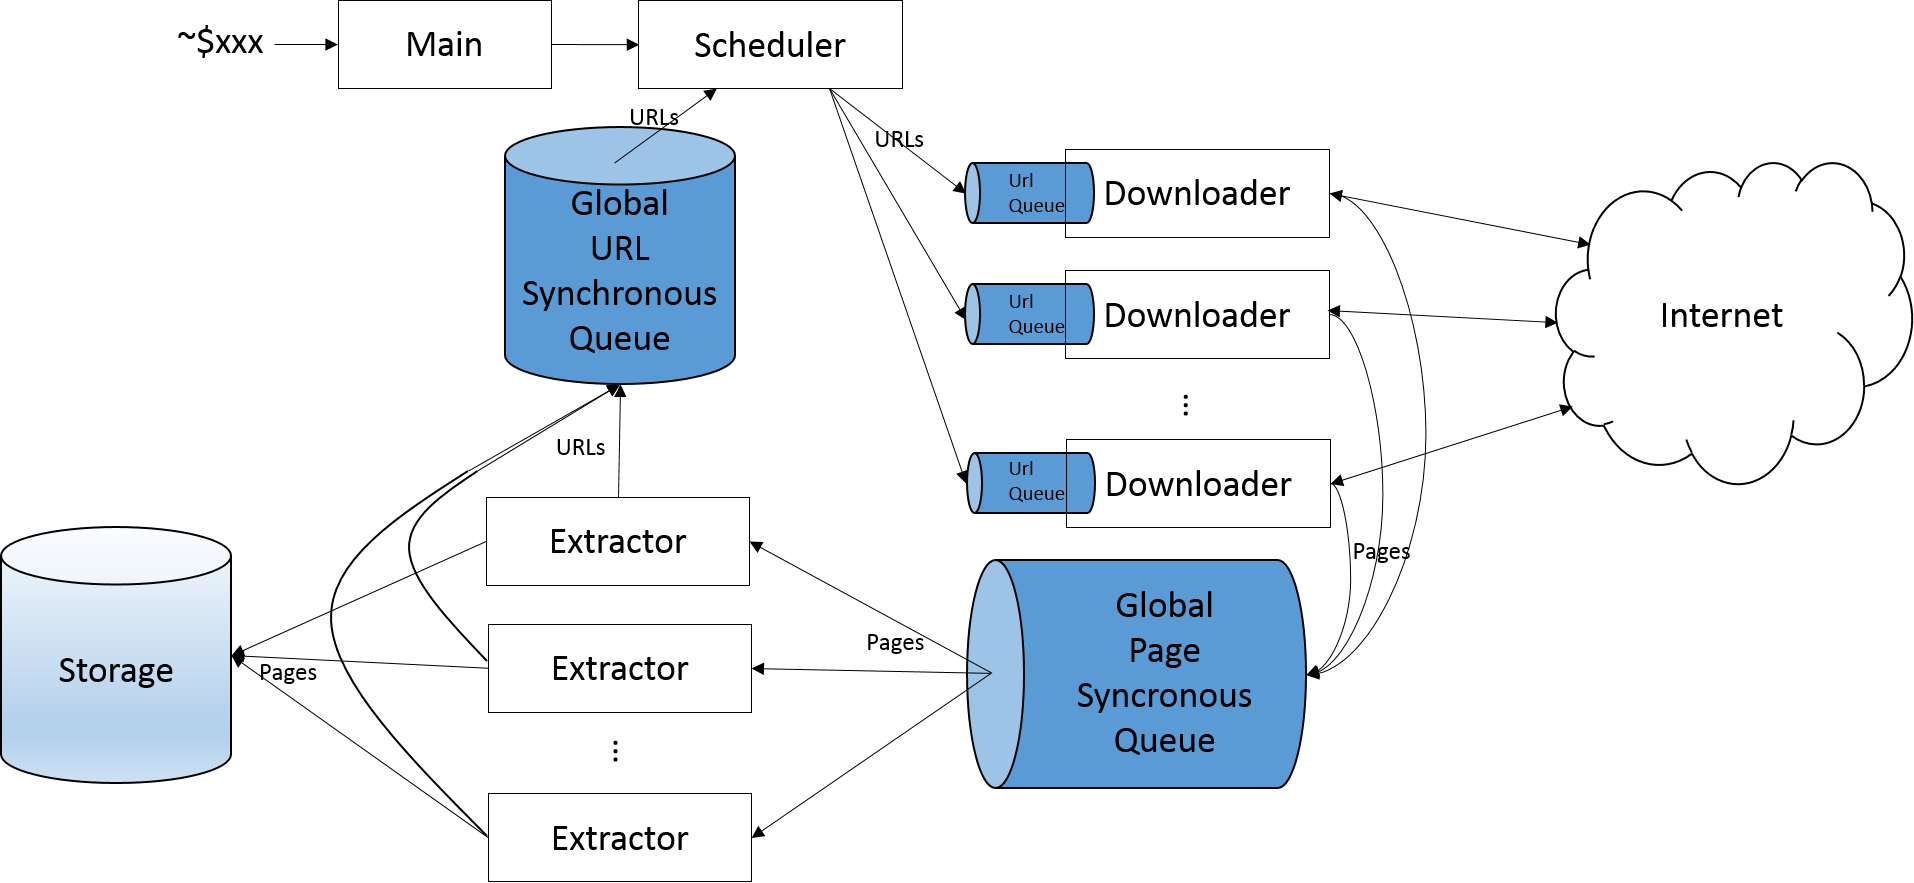 ~$xxx
Main
Scheduler
URLs
URLs
Global
URL
Synchronous
Queue
Url
Queue
Downloader
Url
Queue
Downloader
⋮
Url
Queue
Downloader
Internet
URLs
Pages
Extractor
Extractor
⋮
Extractor
Pages
Global
Page
Syncronous
Queue
Storage
Pages